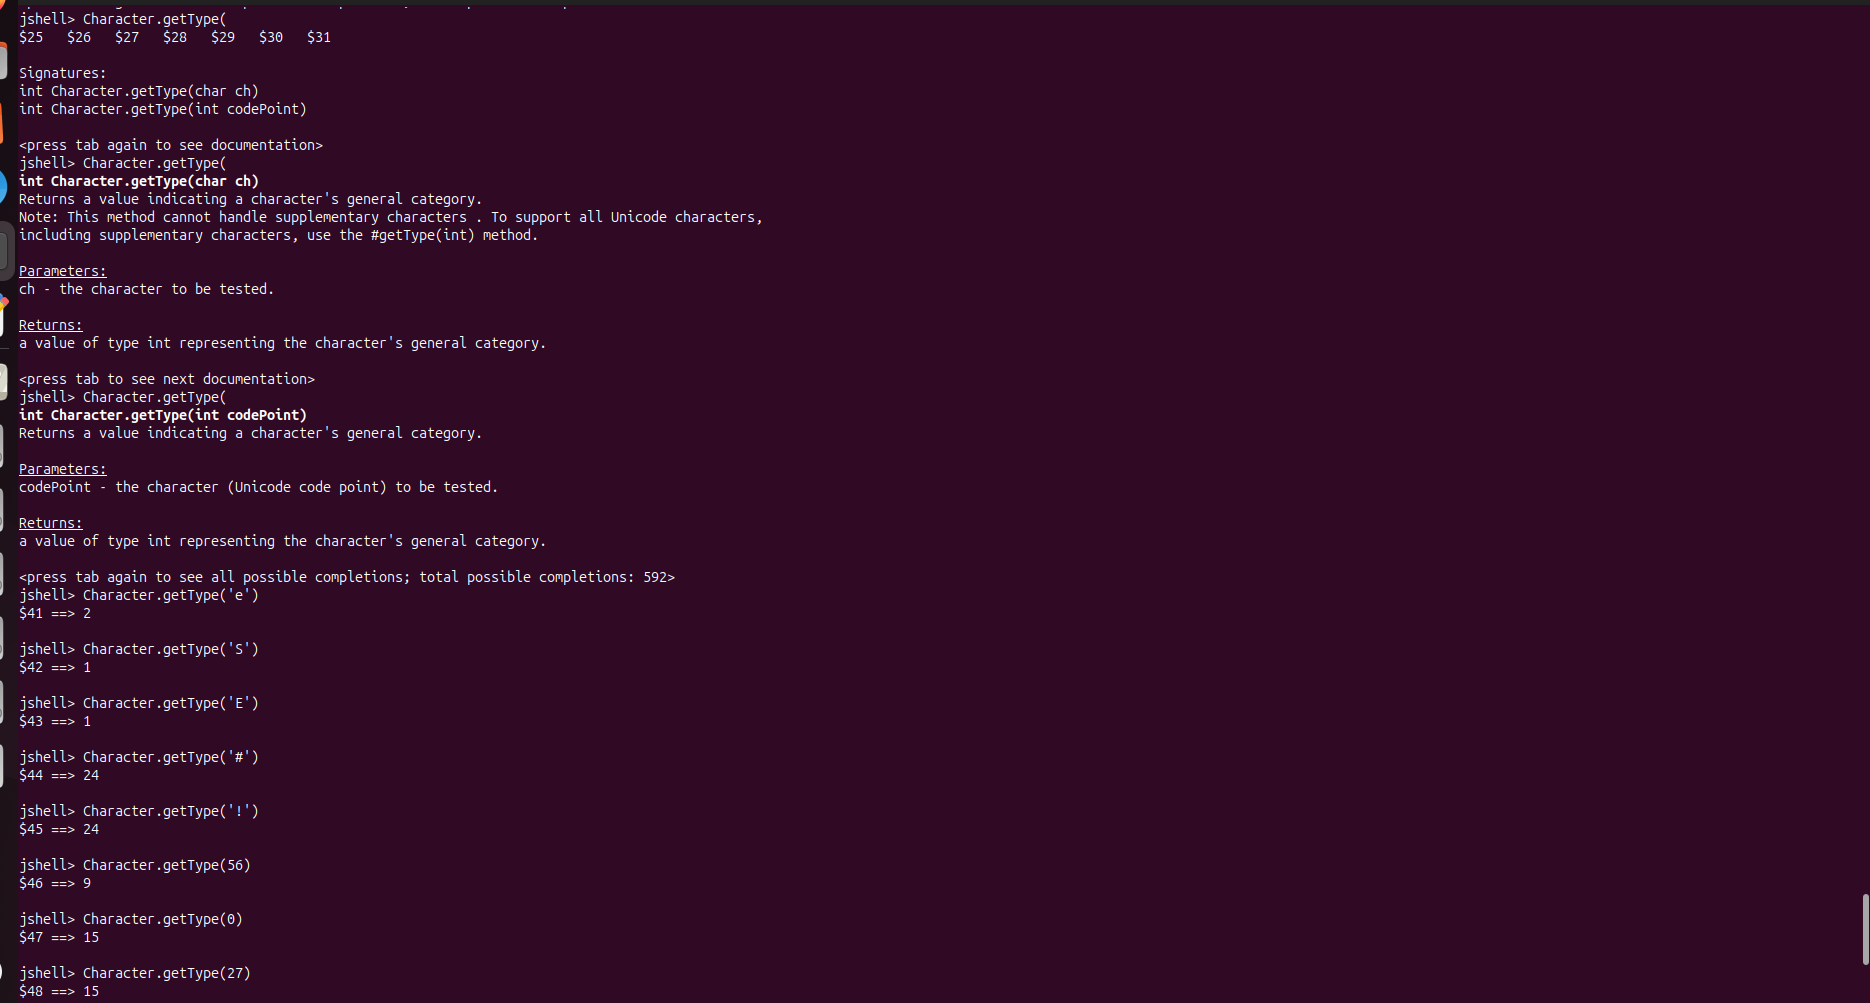 jshell> Character.getType(
$25   $26   $27   $28   $29   $30   $31
Signatures:
int Character.getType(char ch)
int Character.getType(int codePoint)
<press tab again to see documentation>
jshell> Character.getType(
int Character.getType(char ch)
Returns a value indicating a character's general category.
Note: This method cannot handle supplementary characters . To support all Unicode characters,
including supplementary characters, use the #getType(int) method.
Parameters:
ch - the character to be tested.
Returns:
a value of type int representing the character's general category.
<press tab to see next documentation>
jshell> Character.getType(
int Character.getType(int codePoint)
Returns a value indicating a character's general category.
Parameters:
codePoint - the character (Unicode code point) to be tested.
Returns:
a value of type int representing the character's general category.
<press tab again to see all possible completions; total possible completions: 592>
jshell> Character.getType('e')
$41 ==> 2
jshell> Character.getType('S')
$42 ==> 1
jshell> Character.getType('E')
$43 ==> 1
jshell> Character.getType('#')
$44 ==> 24
jshell> Character.getType('!')
$45 ==> 24
jshell> Character.getType(56)
$46 ==> 9
jshell> Character.getType(0)
$47 ==> 15
jshell> Character.getType(27)
$48 ==> 15